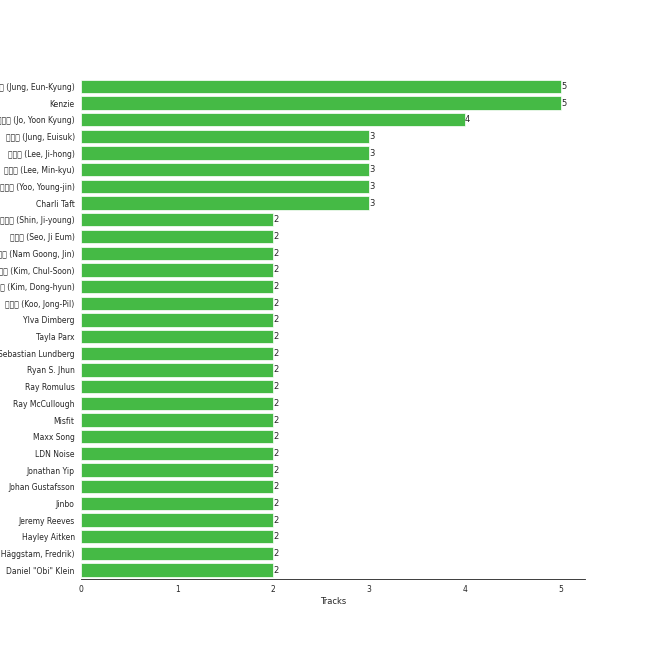 (Jung, Eun-Kyung) 5
Kenzie 5
(Jo, Yoon Kyung) 4
(Jung, Euisuk) 3
(Lee, Ji-hong) 3
(Lee, Min-kyu) 3
(Yoo, Young-jin) 3
Charli Taft 3
(Shin, Ji-young) 2
(Seo, Ji Eum) 2
(Nam Goong, Jin) 2
(Kim, Chul-Soon) 2
(Kim, Dong-hyun) 2
(Koo, Jong-Pil) 2
Ylva Dimberg 2
Tayla Parx 2
Sebastian Lundberg 2
Ryan S. Jhun 2
Ray Romulus 2
Ray McCullough 2
Misfit 2
Maxx Song 2
LDN Noise 2
Jonathan Yip 2
Johan Gustafsson 2
Jinbo 2
Jeremy Reeves 2
Hayley Aitken 2
Häggstam, Fredrik) 2
Daniel "Obi" Klein 2
0 1 2 3 4 5
Tracks